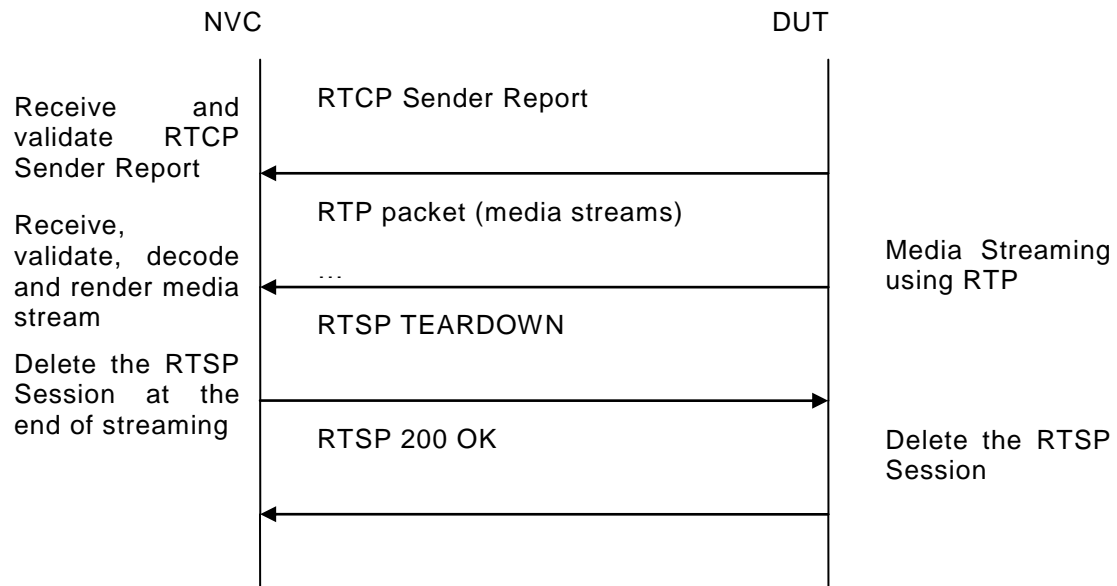 NVC
DUT
RTCP Sender Report
Receive and
validate RTCP
Sender Report
RTP packet (media streams)
Receive,
validate, decode
and render media
stream
...
Media Streaming
using RTP
RTSP TEARDOWN
Delete the RTSP
Session at the
end of streaming
RTSP 200 OK
Delete the RTSP
Session